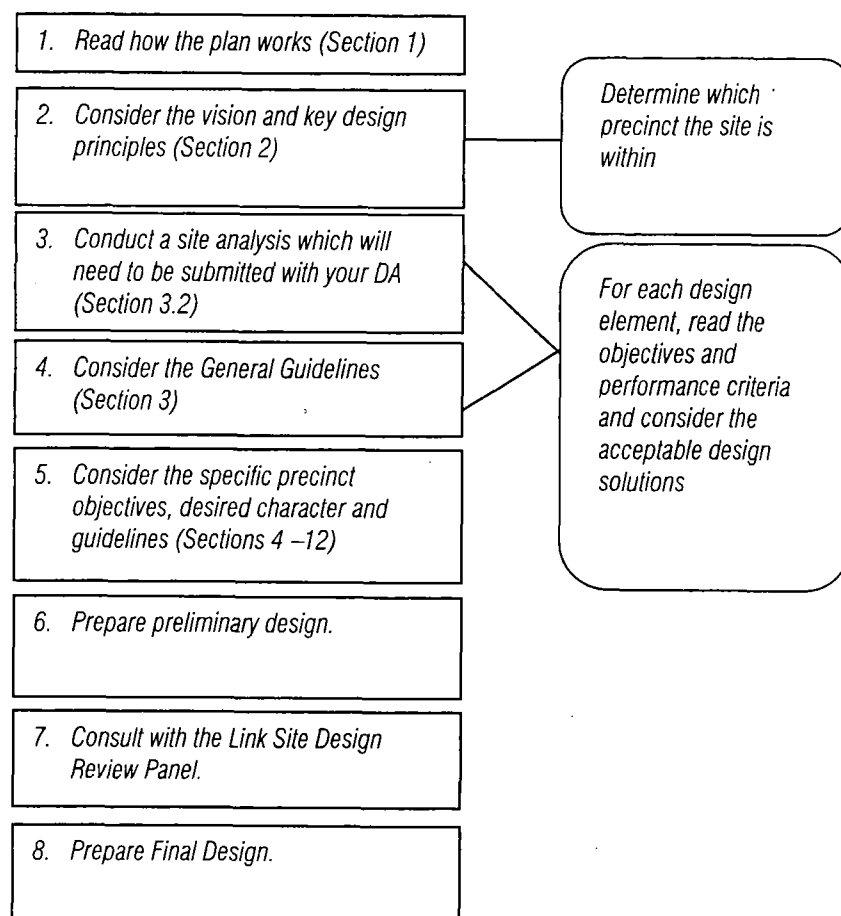 1. Read how the plan works (Section 1)
2. Consider the vision and key design
principles (Section 2)
Determine which
precinct the site is
within
3. Conduct a site analysis which will
need to be submitted with your DA
(Section 3.2)
4. Consider the General Guidelines
(Section 3)
For each design
element, read the
objectives and
performance criteria
and consider the
acceptable design
solutions
5. Consider the specific precinct
objectives, desired character and
guidelines (Sections 4 –12)
6. Prepare preliminary design.
7. Consult with the Link Site Design
Review Panel.
8. Prepare Final Design.